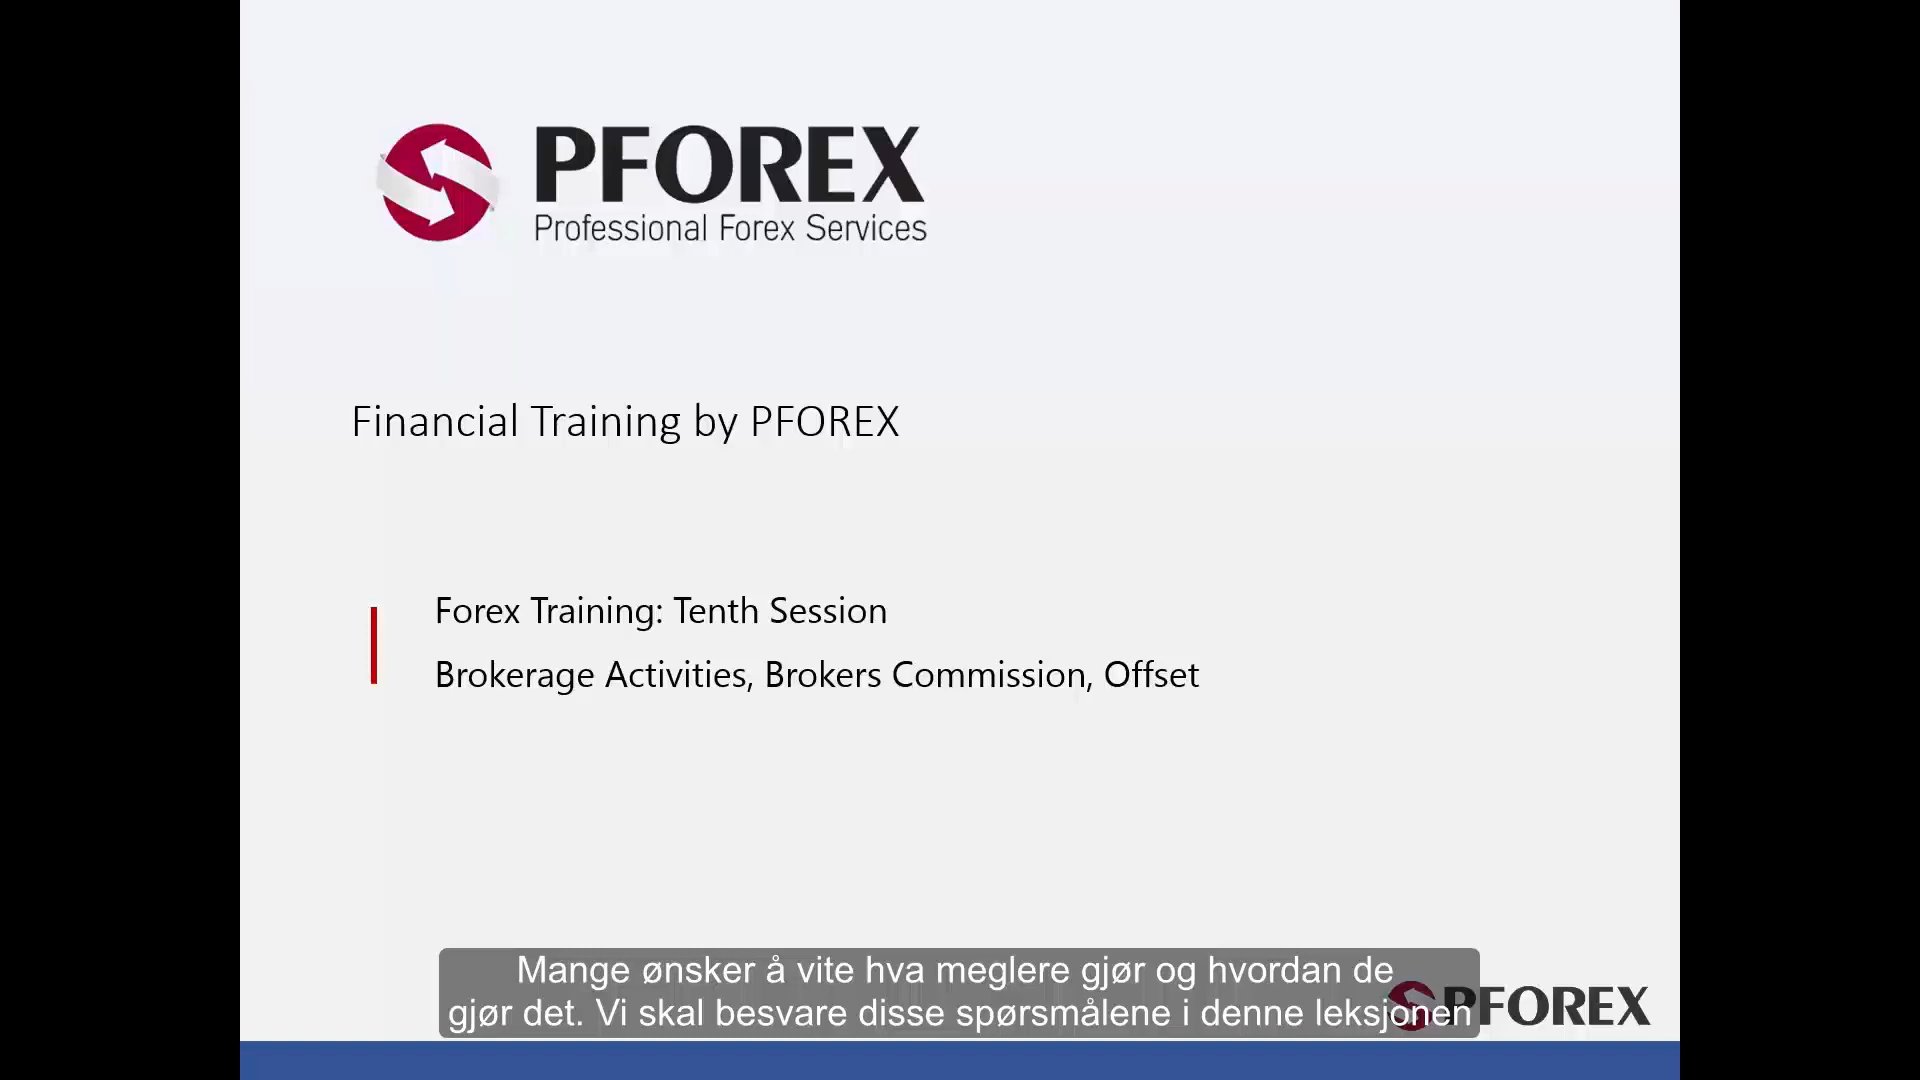 PFOREX
Professional Forex Services
Financial Training by PFOREX
Forex Training: Tenth Session
Brokerage Activities, Brokers Commission, Offset
Mange ønsker å vite hva meglere gjør og hvordan de
gjør det. Vi skal besvare disse spørsmålene i denne leksjonen
PFOREX